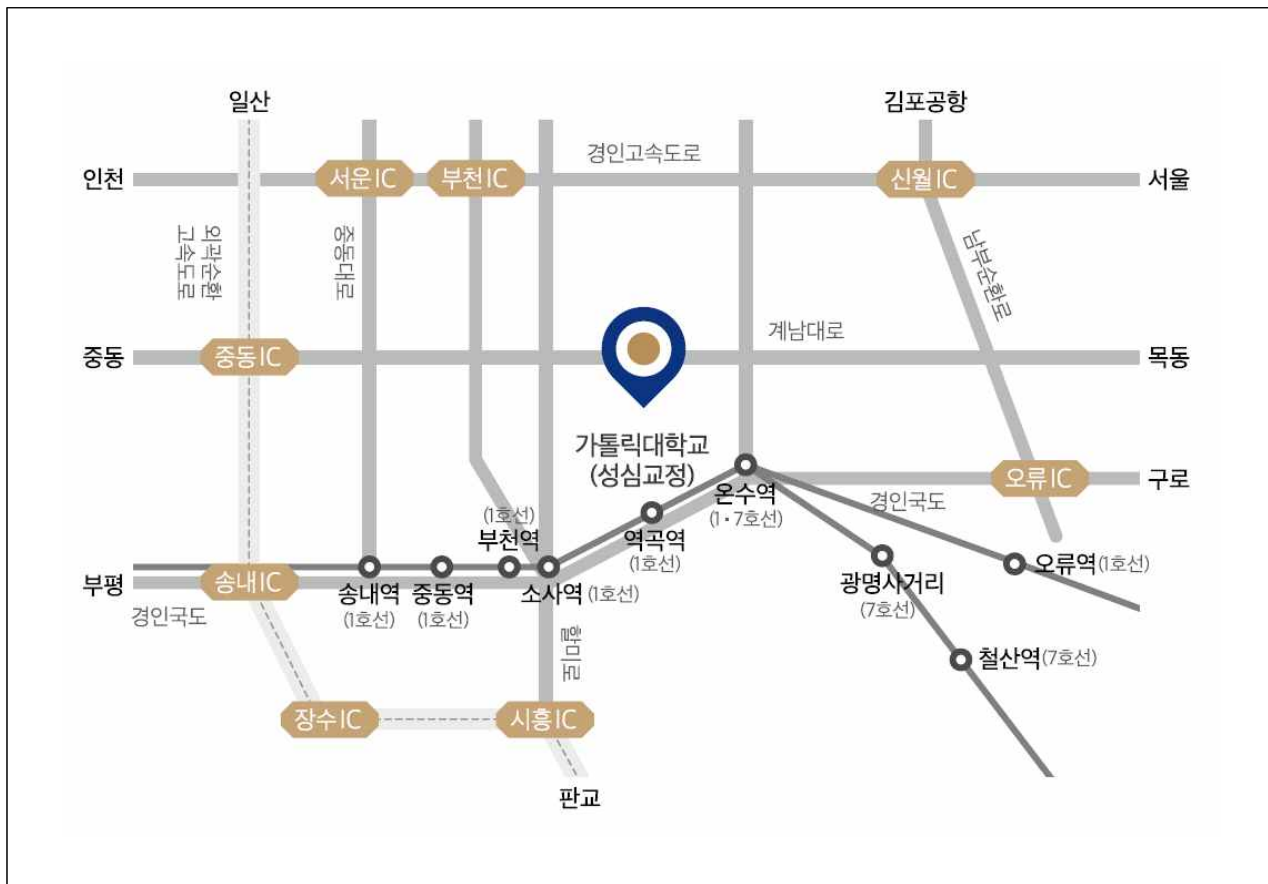 일산
김포공항
경인고속도로
인천
서운IC
부천IC
신월IC
서울
외곽순환
고속도로
중동대로
남부순환로
계남대로
중동
중동IC
목동
가톨릭대학교
(성심교정)
온수역
(1·7호선)
오류IC
구로
경인국도
(1호선)
부천역
역곡역
(1호선)
부평
송내IC
송내역
(1호선)
중동역
(1호선)
소사역(1호선)
광명사거리
(7호선)
오류역(1호선)
경인국도
할미로
철산역(7호선)
장수IC
시흥IC
판교